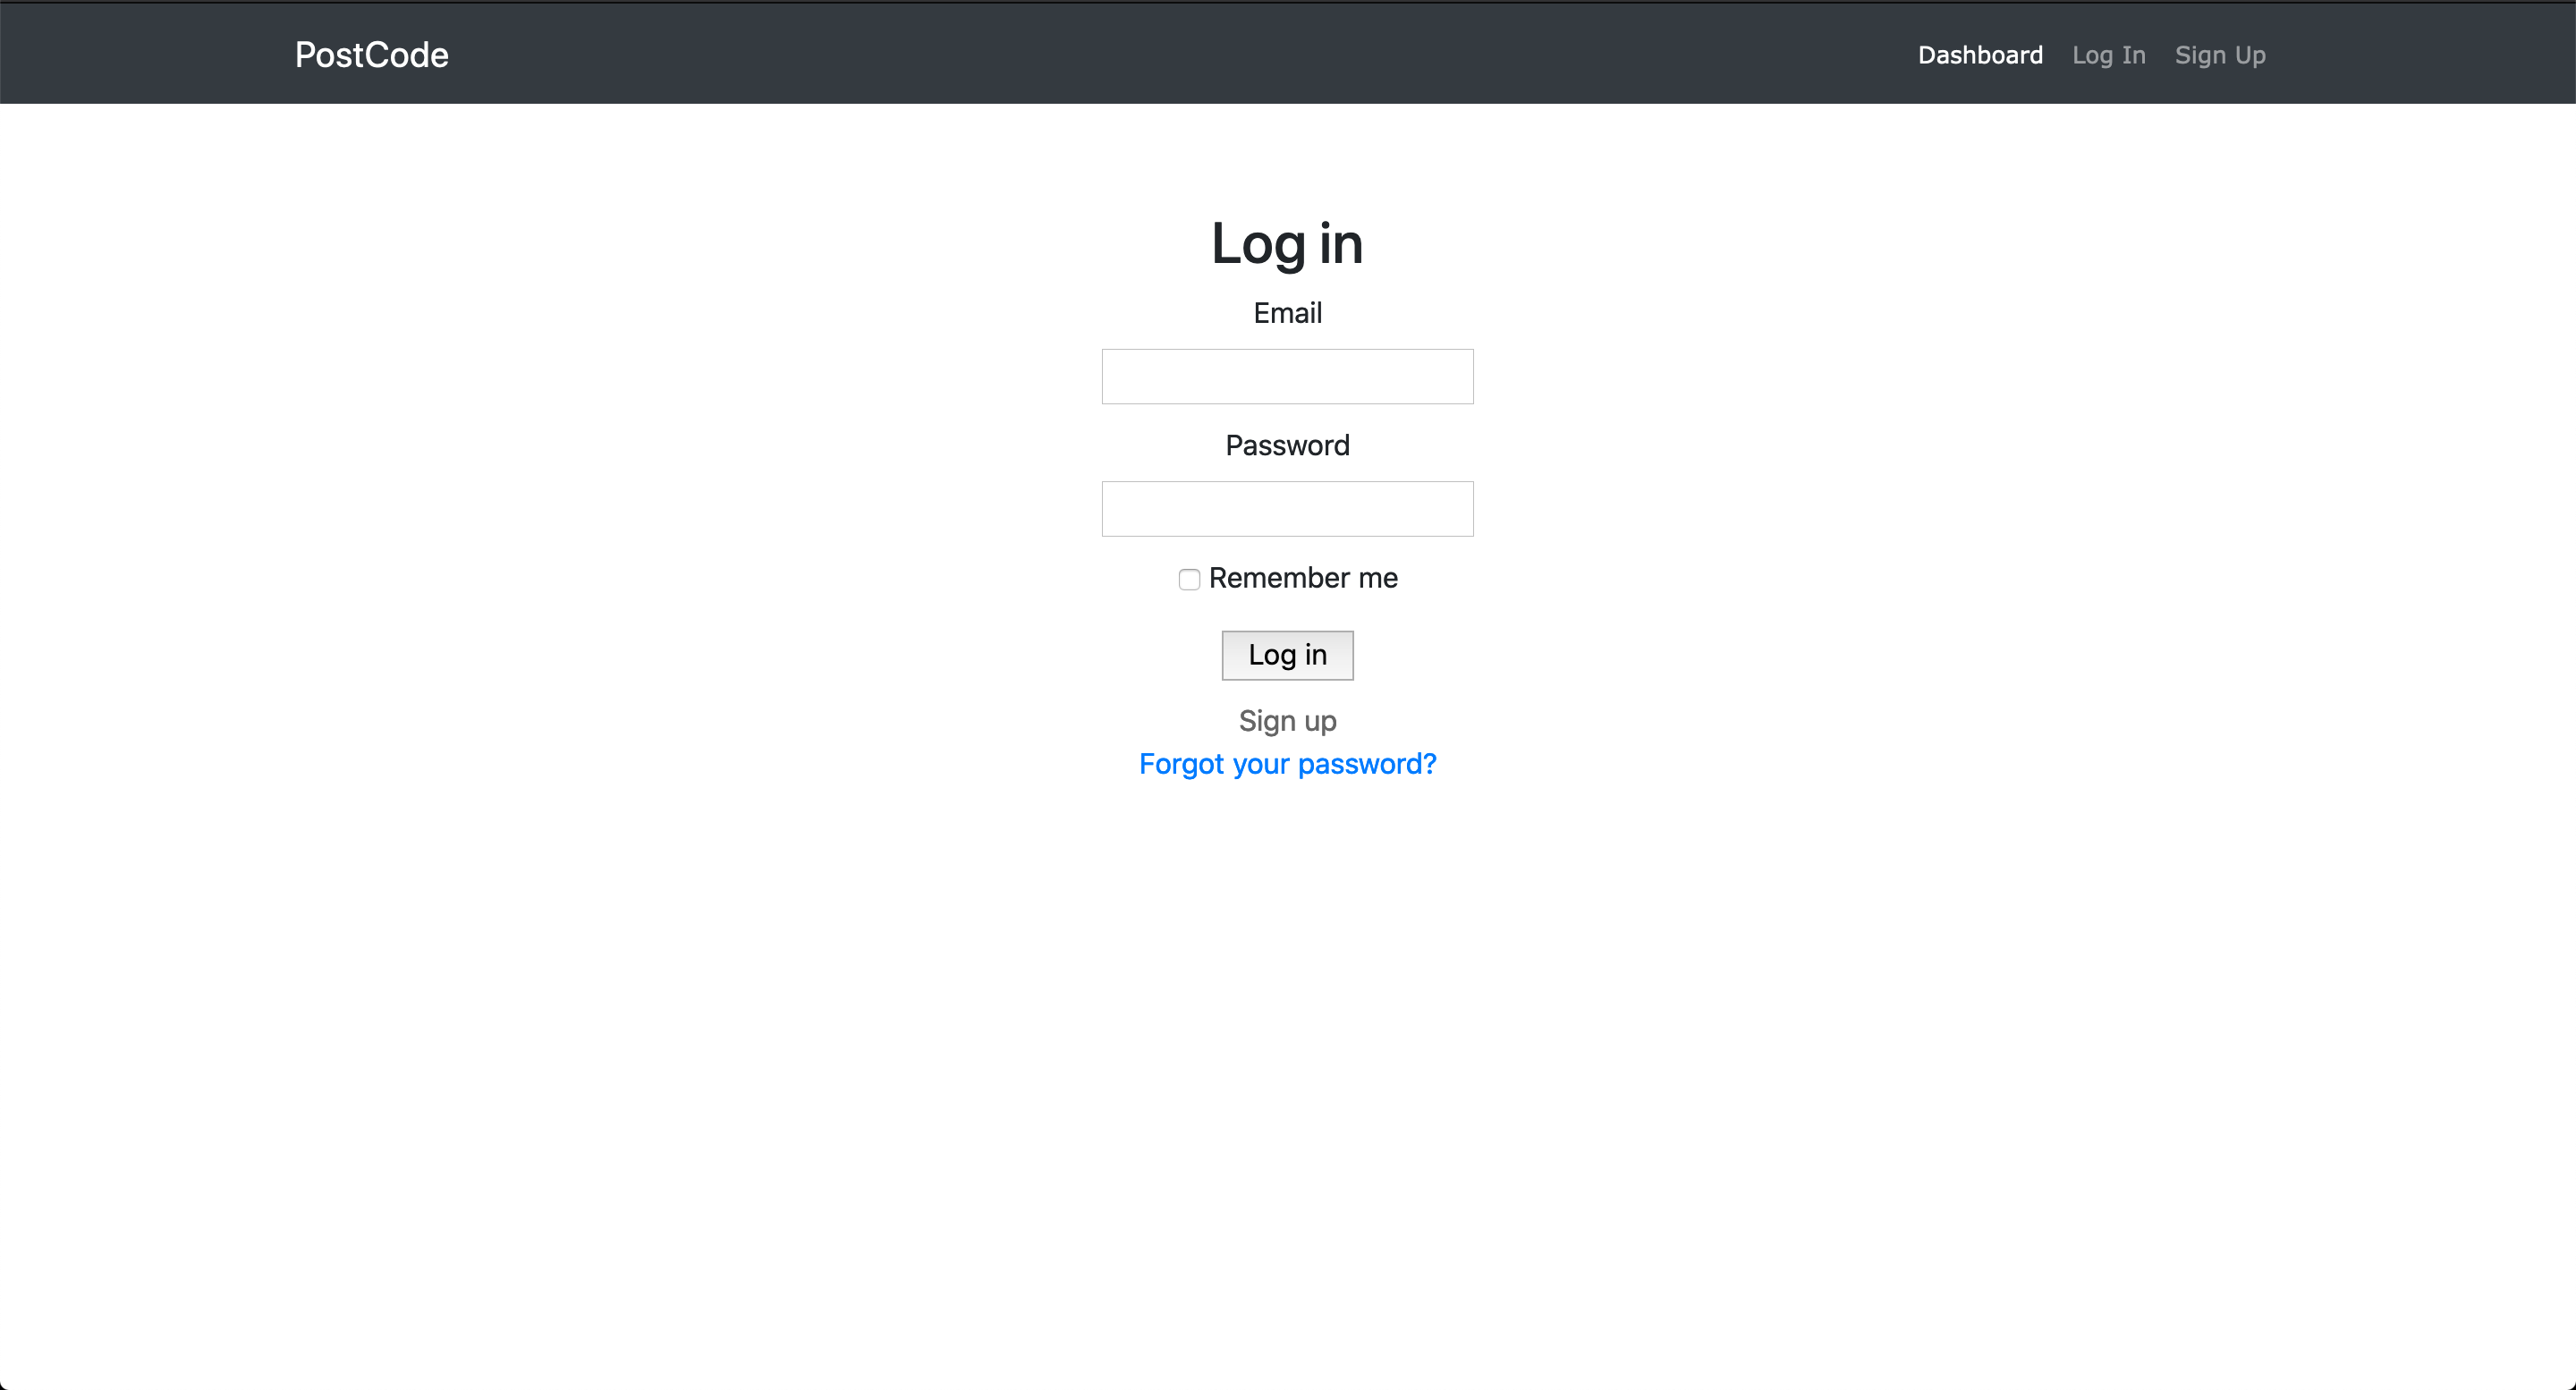 PostCode Dashboard Log In Sign Up
Log in
Email
Password
Remember me
Log in
Sign up
Forgot your password?